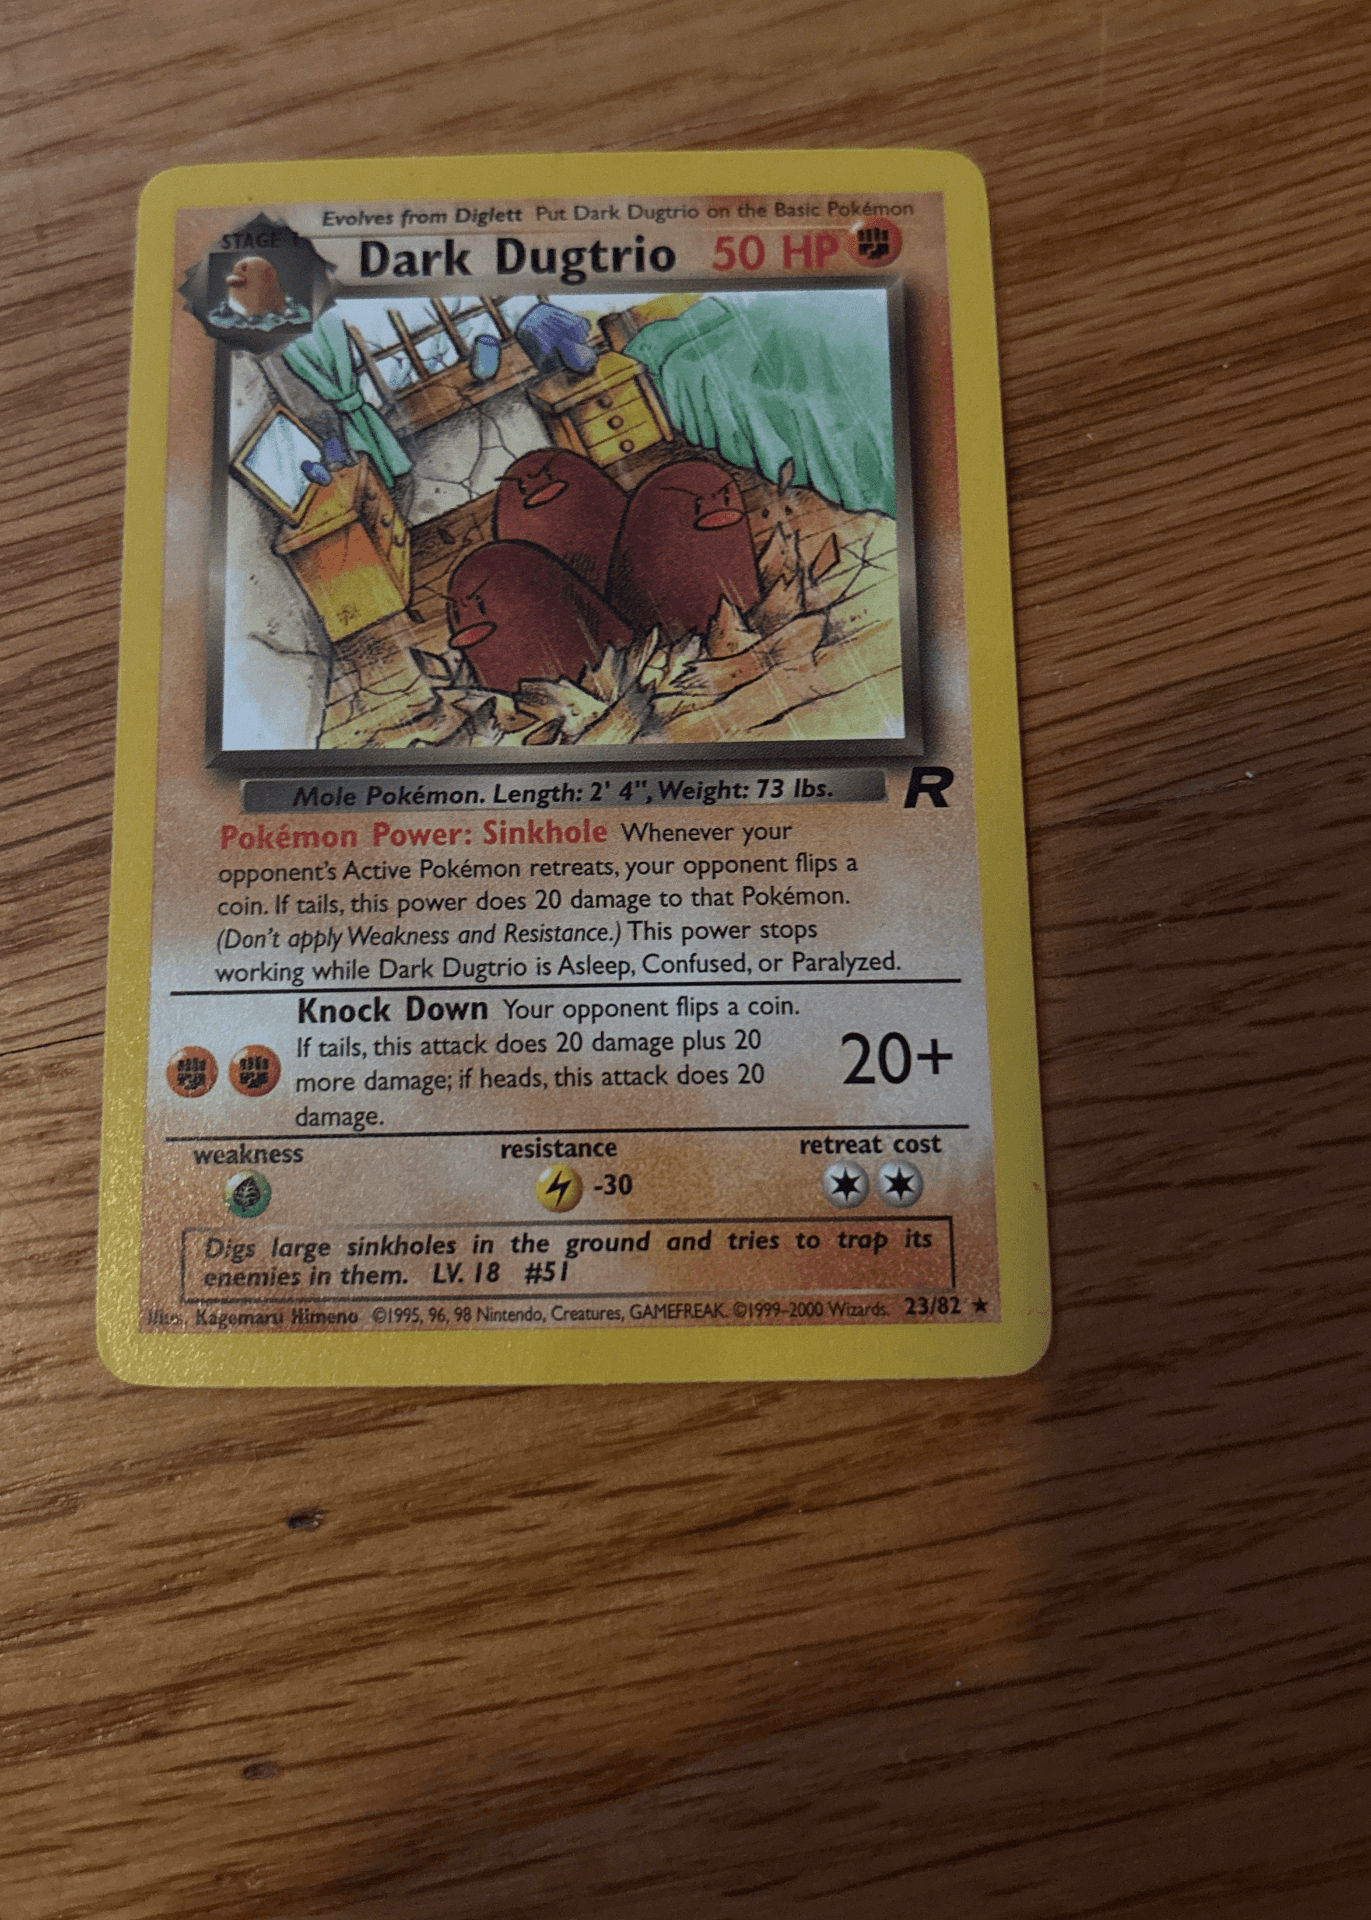 Evolves from Diglett Put Dark Dugtrio on the Basic Pokémon
STAGE 1
Dark Dugtrio 50 HP
Mole Pokémon. Length: 2' 4", Weight: 73 lbs.
R
Pokémon Power: Sinkhole Whenever your
opponent's Active Pokémon retreats, your opponent flips a
coin. If tails, this power does 20 damage to that Pokémon.
(Don't apply Weakness and Resistance.) This power stops
working while Dark Dugtrio is Asleep, Confused, or Paralyzed.
Knock Down Your opponent flips a coin.
If tails, this attack does 20 damage plus 20
more damage; if heads, this attack does 20
damage.
20+
weakness resistance retreat cost
-30
Digs large sinkholes in the ground and tries to trap its
enemies in them. LV. 18 #51
Illus. Kagemaru Himeno ©1995, 96, 98 Nintendo, Creatures, GAMEFREAK. ©1999-2000 Wizards. 23/82 ★